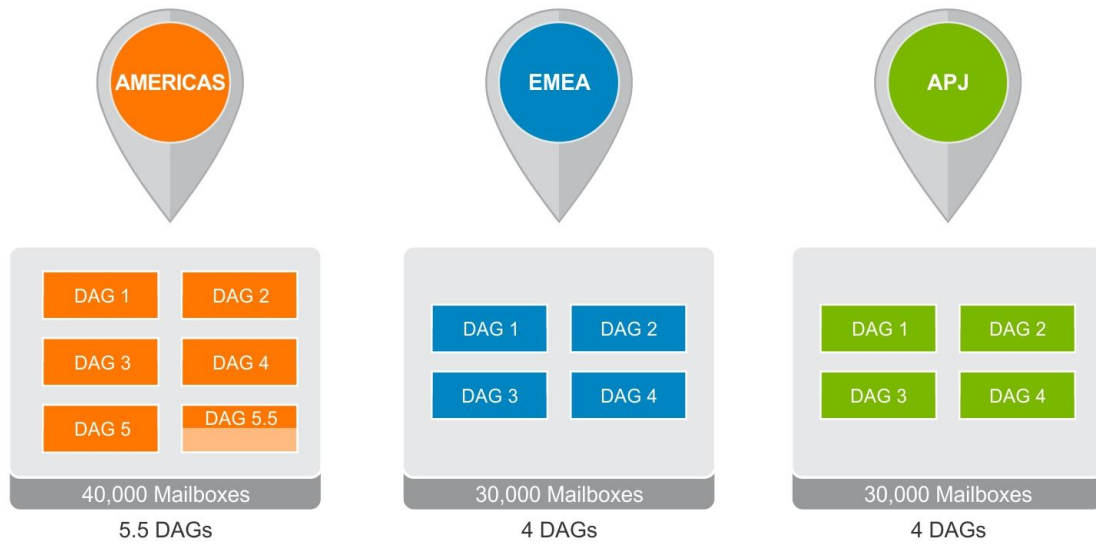 AMERICAS
EMEA
APJ
DAG 1
DAG 2
DAG 3
DAG 4
DAG 5
DAG 5.5
40,000 Mailboxes
5.5 DAGs
DAG 1
DAG 2
DAG 3
DAG 4
30,000 Mailboxes
4 DAGs
DAG 1
DAG 2
DAG 3
DAG 4
30,000 Mailboxes
4 DAGs